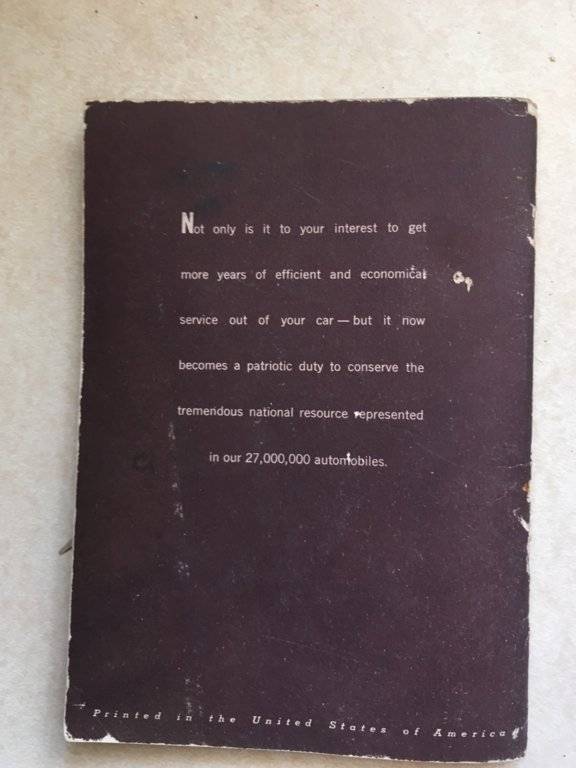 Not only is it to your interest to get
more years of efficient and economical
service out of your car — but it now
becomes a patriotic duty to conserve the
tremendous national resource represented
in our 27,000,000 automobiles.
Printed in the United States of America